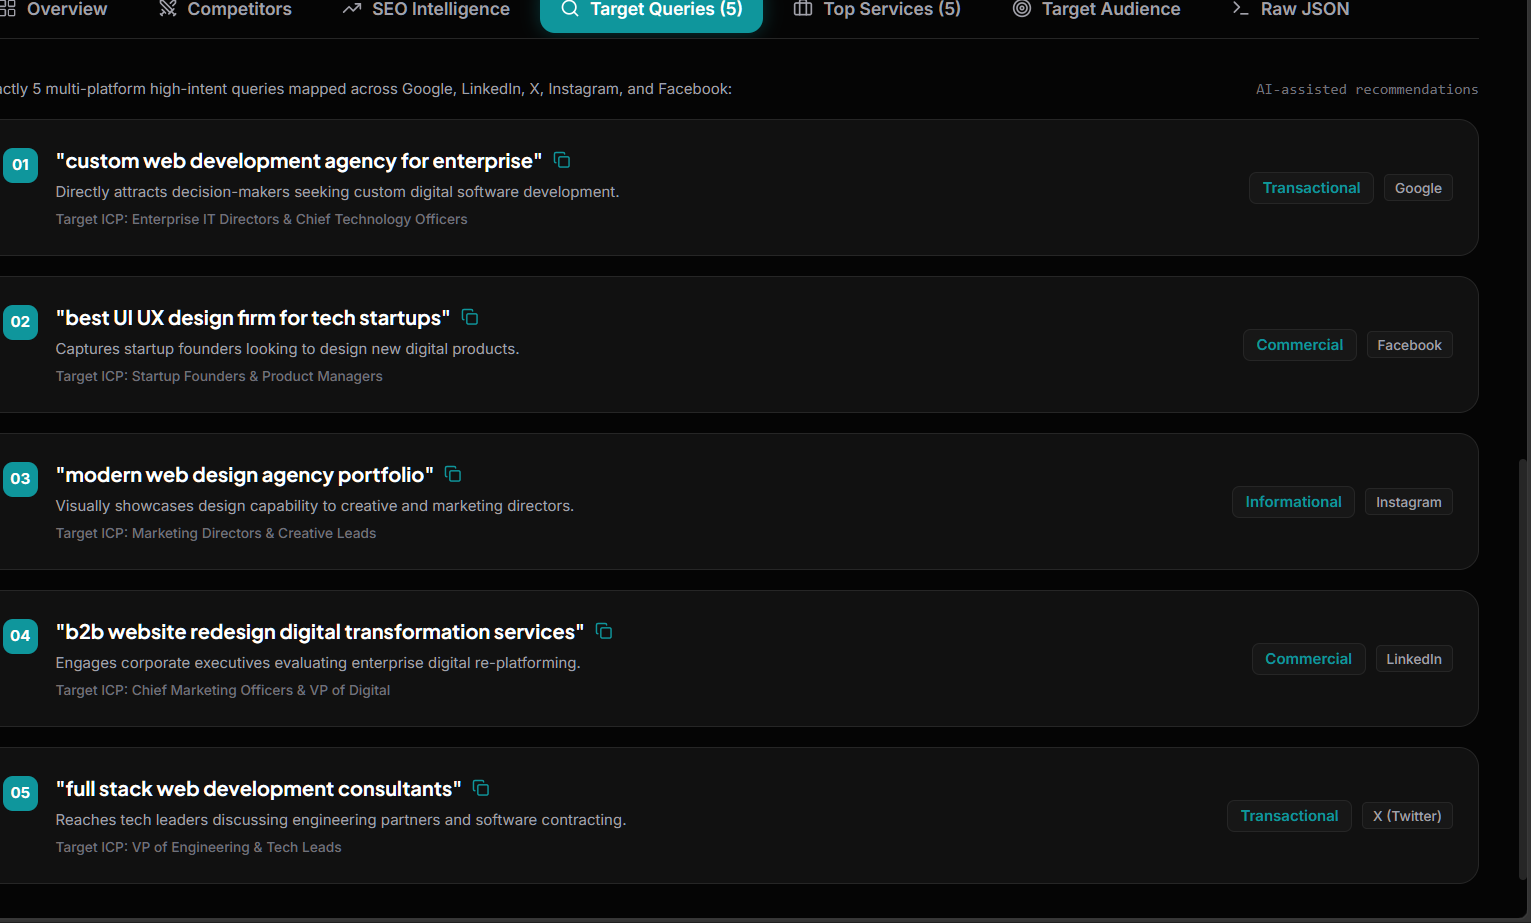 Overview Competitors SEO Intelligence Target Queries (5) Top Services (5) Target Audience Raw JSON
5 multi-platform high-intent queries mapped across Google, LinkedIn, X, Instagram, and Facebook:
AI-assisted recommendations
01
"custom web development agency for enterprise"
Directly attracts decision-makers seeking custom digital software development.
Target ICP: Enterprise IT Directors & Chief Technology Officers
Transactional Google
02
"best UI UX design firm for tech startups"
Captures startup founders looking to design new digital products.
Target ICP: Startup Founders & Product Managers
Commercial Facebook
03
"modern web design agency portfolio"
Visually showcases design capability to creative and marketing directors.
Target ICP: Marketing Directors & Creative Leads
Informational Instagram
04
"b2b website redesign digital transformation services"
Engages corporate executives evaluating enterprise digital re-platforming.
Target ICP: Chief Marketing Officers & VP of Digital
Commercial LinkedIn
05
"full stack web development consultants"
Reaches tech leaders discussing engineering partners and software contracting.
Target ICP: VP of Engineering & Tech Leads
Transactional X (Twitter)